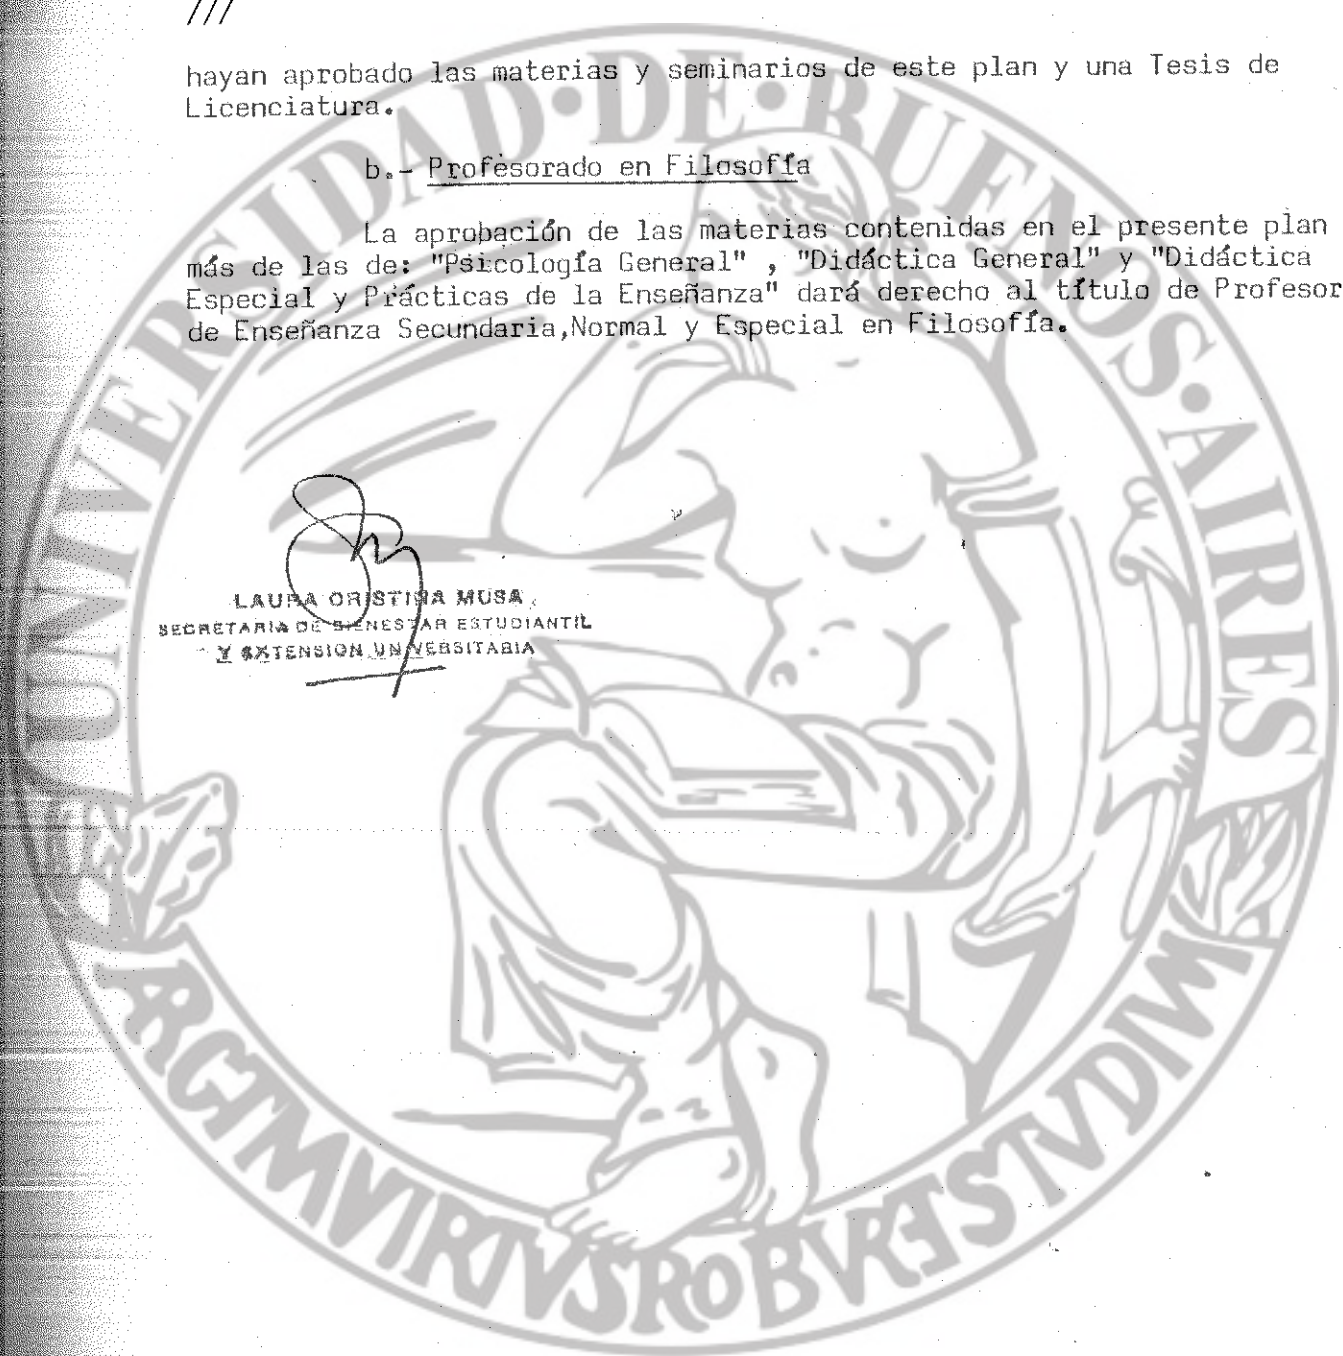 ///
hayan aprobado las materias y seminarios de este plan y una Tesis de
Licenciatura.
b.- Profesorado en Filosofía
La aprobación de las materias contenidas en el presente plan
más de las de: "Psicología General" , "Didáctica General" y "Didáctica
Especial y Prácticas de la Enseñanza" dará derecho al título de Profesor
de Enseñanza Secundaria,Normal y Especial en Filosofía.
LAURA CRISTINA MUSA
SECRETARIA DE BIENESTAR ESTUDIANTIL
Y EXTENSION UNIVERSITARIA
UNIVERSIDAD•DE•BUENOS•AIRES
ARGTMVIRTVSROBVRETSTVDIVM